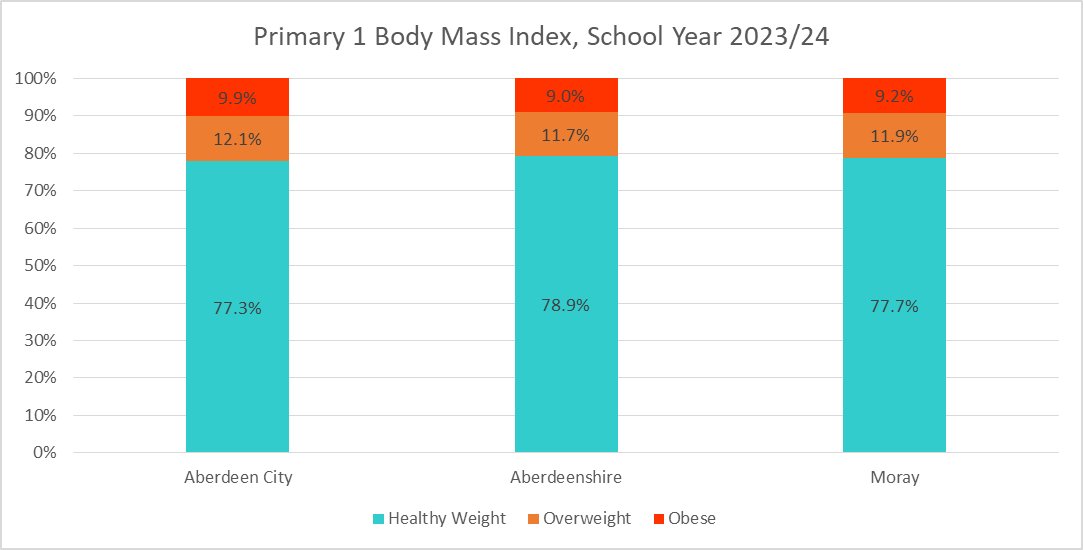 Primary 1 Body Mass Index, School Year 2023/24
100%
90%
80%
70%
60%
50%
40%
30%
20%
10%
0%
9.9%
9.0%
9.2%
12.1%
11.7%
11.9%
77.3%
78.9%
77.7%
Aberdeen City
Aberdeenshire
Moray
Healthy Weight
Overweight
Obese